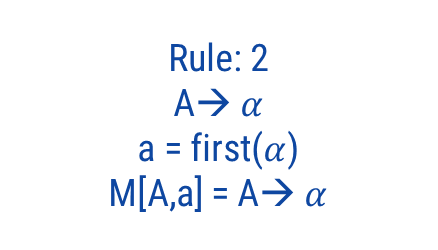 Rule: 2
A→ α
a = first(α)
M[A,a] = A→ α